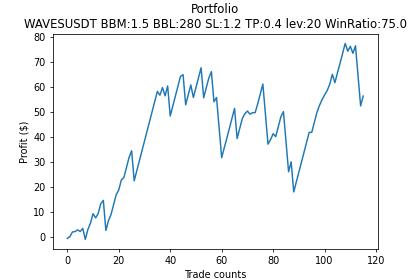 Portfolio
WAVESUSDT BBM:1.5 BBL:280 SL:1.2 TP:0.4 lev:20 WinRatio:75.0
80
70
60
50
40
30
20
10
0
Profit ($)
0 20 40 60 80 100 120
Trade counts